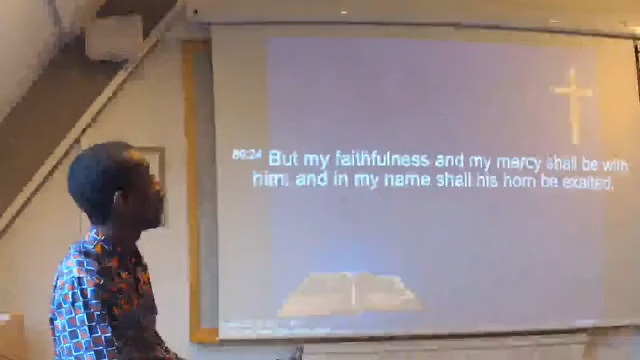 89:24 But my faithfulness and my mercy shall be with
him: and in my name shall his horn be exalted.